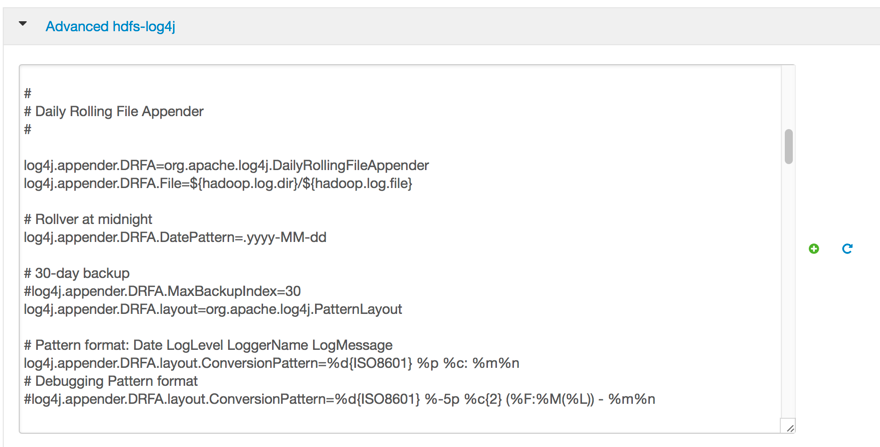 Advanced hdfs-log4j
#
# Daily Rolling File Appender
#
log4j.appender.DRFA=org.apache.log4j.DailyRollingFileAppender
log4j.appender.DRFA.File=${hadoop.log.dir}/${hadoop.log.file}
# Rollver at midnight
log4j.appender.DRFA.DatePattern=.yyyy-MM-dd
# 30-day backup
#log4j.appender.DRFA.MaxBackupIndex=30
log4j.appender.DRFA.layout=org.apache.log4j.PatternLayout
# Pattern format: Date LogLevel LoggerName LogMessage
log4j.appender.DRFA.layout.ConversionPattern=%d{ISO8601} %p %c: %m%n
# Debugging Pattern format
#log4j.appender.DRFA.layout.ConversionPattern=%d{ISO8601} %-5p %c{2} (%F:%M(%L)) - %m%n